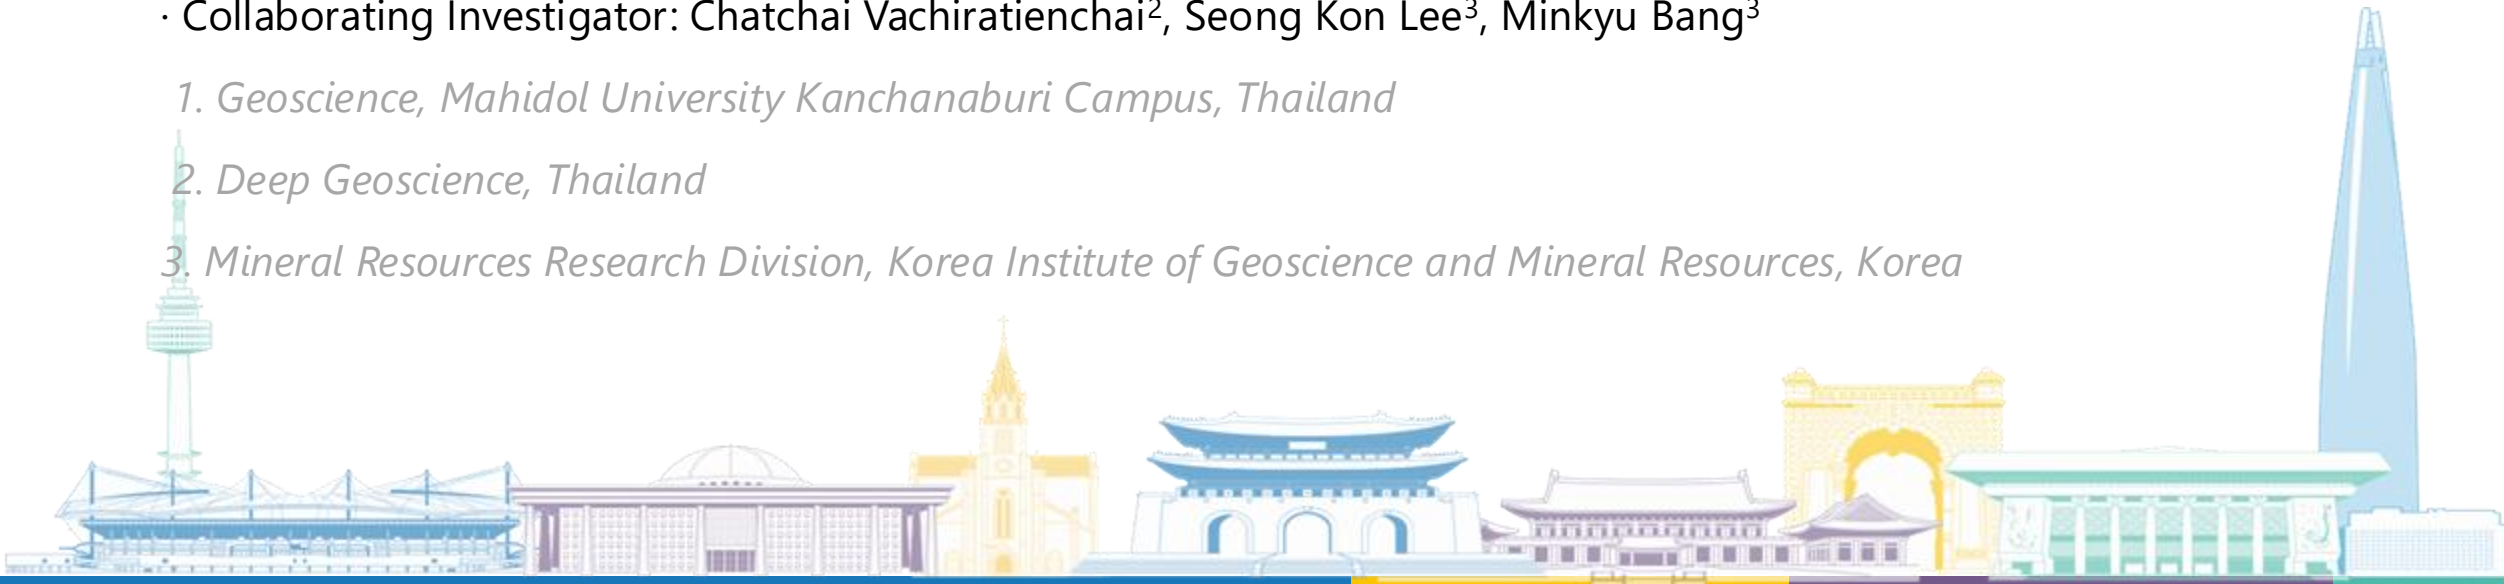 · Collaborating Investigator: Chatchai Vachiratienchai², Seong Kon Lee³, Minkyu Bang³
1. Geoscience, Mahidol University Kanchanaburi Campus, Thailand
2. Deep Geoscience, Thailand
3. Mineral Resources Research Division, Korea Institute of Geoscience and Mineral Resources, Korea